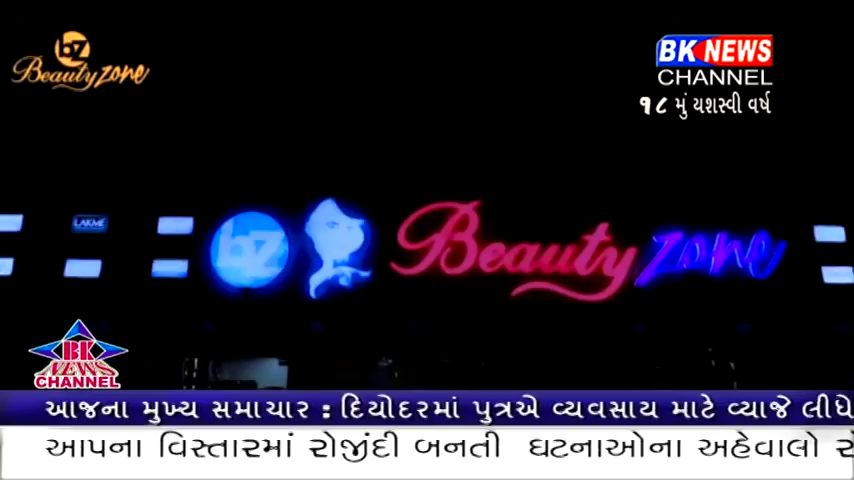 bz
Beauty zone
BK NEWS
CHANNEL
૧૮ મું યશસ્વી વર્ષ
LAKMÉ
bz
Beauty zone
BK
NEWS
CHANNEL
આજના મુખ્ય સમાચાર : દિયોદરમાં પુત્રએ વ્યવસાય માટે વ્યાજે લીધે
આપના વિસ્તારમાં રોજીંદી બનતી ઘટનાઓના અહેવાલો